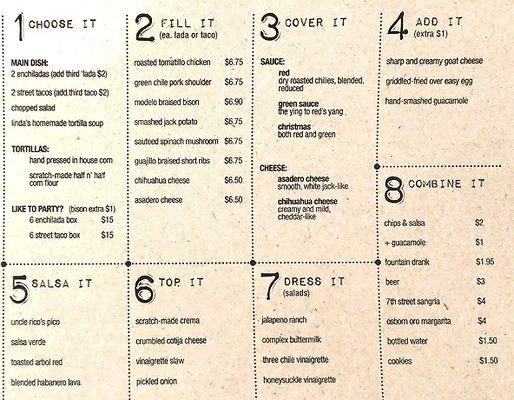 1 CHOOSE IT
MAIN DISH:
2 enchiladas (add third 'lada $2)
2 street tacos (add.third taco $2)
chopped salad
linda's homemade tortilla soup
TORTILLAS:
hand pressed in house corn
scratch-made half n' half
corn flour
LIKE TO PARTY? (bison extra $1)
6 enchilada box $15
6 street taco box $15
2 FILL IT
(ea. lada or taco)
roasted tomatillo chicken $6.75
green chile pork shoulder $6.75
modelo braised bison $6.90
smashed jack potato $6.75
sauteed spinach mushroom $6.75
guajillo braised short ribs $6.75
chihuahua cheese $6.50
asadero cheese $6.50
3 COVER IT
SAUCE:
red
dry roasted chilies, blended,
reduced
green sauce
the ying to red's yang
christmas
both red and green
CHEESE:
asadero cheese
smooth, white jack-like
chihuahua cheese
creamy and mild,
cheddar-like
4 ADD IT
(extra $1)
sharp and creamy goat cheese
griddled-fried over easy egg
hand-smashed guacamole
5 SALSA IT
uncle rico's pico
salsa verde
toasted arbol red
blended habanero lava
6 TOP IT
scratch-made crema
crumbled cotija cheese
vinaigrette slaw
pickled onion
7 DRESS IT
(salads)
jalapeno ranch
complex buttermilk
three chile vinaigrette
honeysuckle vinaigrette
8 COMBINE IT
chips & salsa $2
+ guacamole $1
fountain drank $1.95
beer $3
7th street sangria $4
osborn oro margarita $4
bottled water $1.50
cookies $1.50